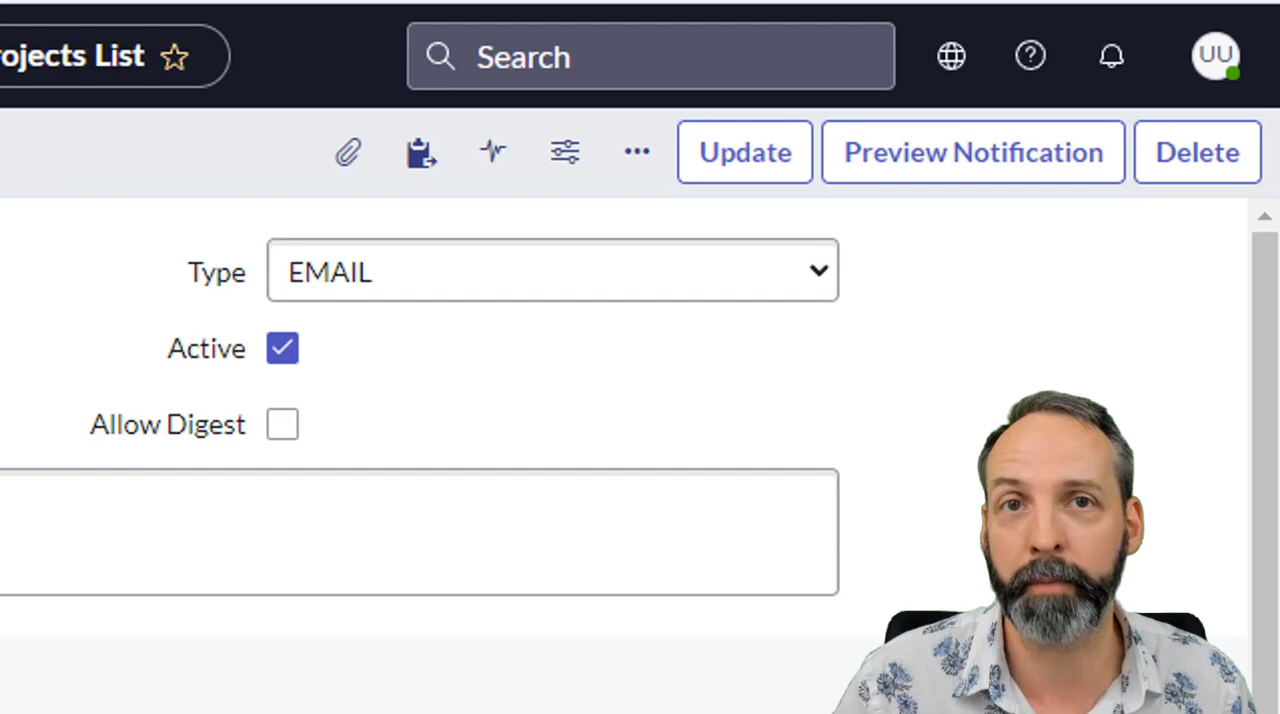 ojects List
Search
UU
Update
Preview Notification
Delete
Type
EMAIL
Active
Allow Digest